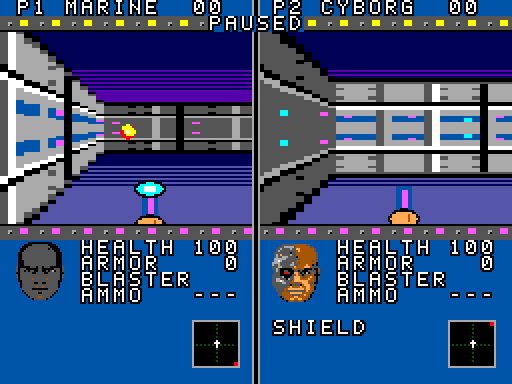 P1 MARINE 00
P2 CYBORG 00
PAUSED
HEALTH 100
ARMOR 0
BLASTER
AMMO ---
HEALTH 100
ARMOR 0
BLASTER
AMMO ---
SHIELD